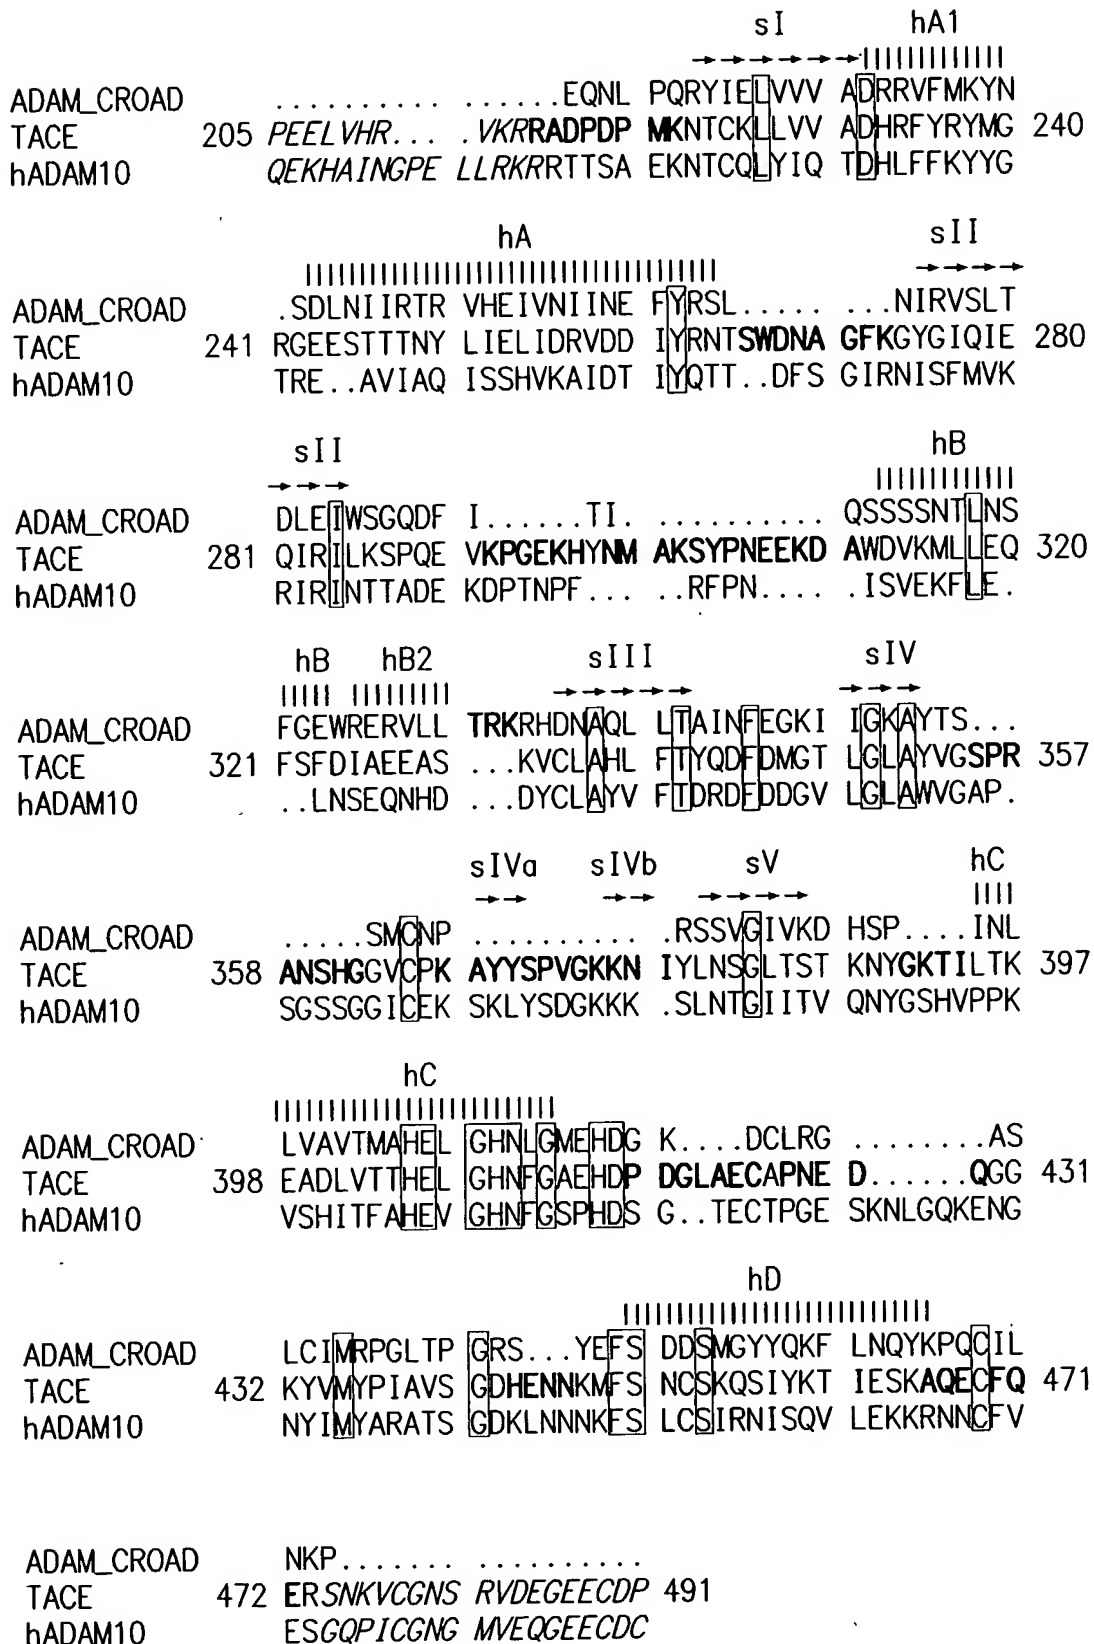 sI hA1
ADAM_CROAD .......... ......EQNL PQRYIELVVV ADRRVFMKYN
TACE 205 PEELVHR... .VKRRADPDP MKNTCKLLVV ADHRFYRYMG 240
hADAM10 QEKHAINGPE LLRKRRTTSA EKNTCQLYIQ TDHLFFKYYG
hA sII
ADAM_CROAD .SDLNIIRTR VHEIVNIINE FYRSL..... ...NIRVSLT
TACE 241 RGEESTTTNY LIELIDRVDD IYRNTSWDNA GFKGYGIQIE 280
hADAM10 TRE..AVIAQ ISSHVKAIDT IYQTT..DFS GIRNISFMVK
sII hB
ADAM_CROAD DLEIWSGQDF I......TI. .......... QSSSSNTLNS
TACE 281 QIRILKSPQE VKPGEKHYNM AKSYPNEEKD AWDVKMLLEQ 320
hADAM10 RIRINTTADE KDPTNPF... .RFPN..... .ISVEKFLE.
hB hB2 sIII sIV
ADAM_CROAD FGEWRERVLL TRKRHDNAQL LTAINFEGKI IGKAYTS...
TACE 321 FSFDIAEEAS ...KVCLAHL FTYQDFDMGT LGLAYVGSPR 357
hADAM10 ..LNSEQNHD ...DYCLAYV FTDRDFDDGV LGLAWVGAP.
sIVa sIVb sV hC
ADAM_CROAD .....SMCNP .......... .RSSVGIVKD HSP....INL
TACE 358 ANSHGGVCPK AYYSPVGKKN IYLNSGLTST KNYGKTILTK 397
hADAM10 SGSSGGICEK SKLYSDGKKK .SLNTGIITV QNYGSHVPPK
hC
ADAM_CROAD LVAVTMAHEL GHNLGMEHDG K....DCLRG ........AS
TACE 398 EADLVTTHEL GHNFGAEHDP DGLAECAPNE D......QGG 431
hADAM10 VSHITFAHEV GHNFGSPHDS G..TECTPGE SKNLGQKENG
hD
ADAM_CROAD LCIMRPGLTP GRS...YEFS DDSMGYYQKF LNQYKPQCIL
TACE 432 KYVMYPIAVS GDHENNKMFS NCSKQSIYKT IESKAQECFQ 471
hADAM10 NYIMYARATS GDKLNNNKFS LCSIRNISQV LEKKRNNCFV
ADAM_CROAD NKP....... ..........
TACE 472 ERSNKVCGNS RVDEGEECDP 491
hADAM10 ESGQPICGNG MVEQGEECDC